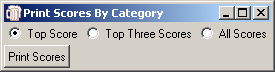 Print Scores By Category
Top Score Top Three Scores All Scores
Print Scores